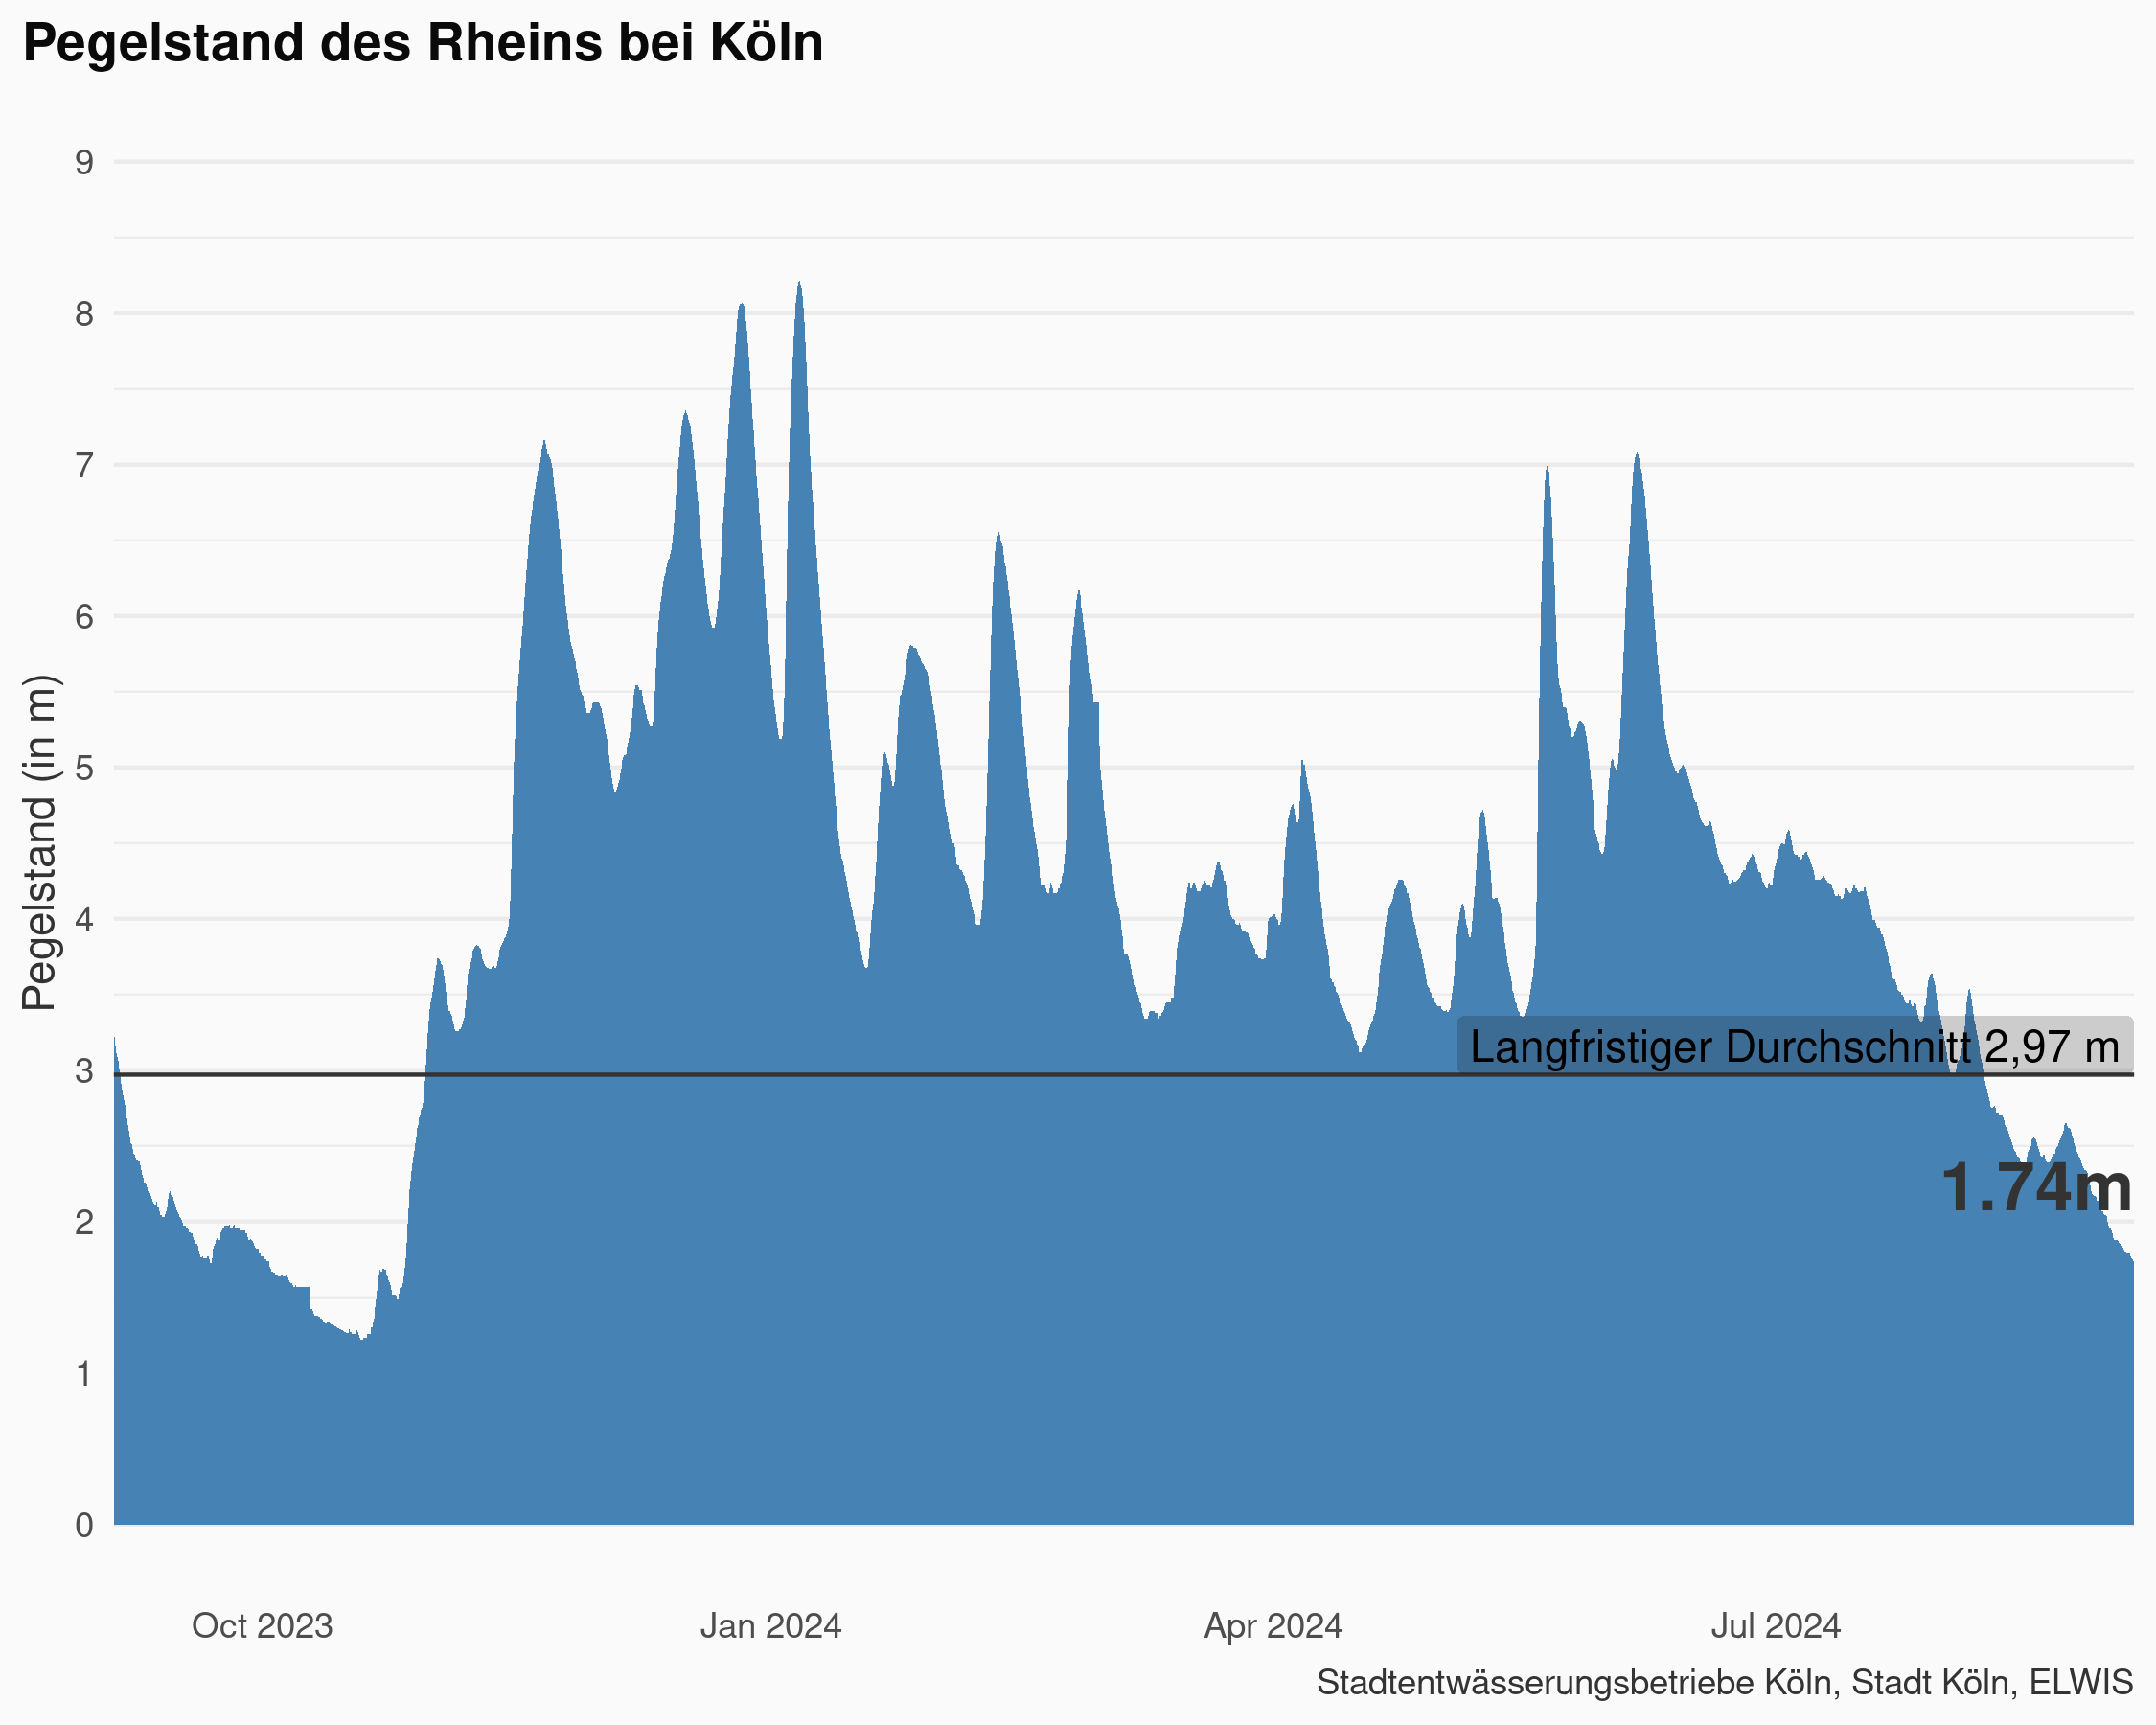 Pegelstand des Rheins bei Köln
Pegelstand (in m)
9
8
7
6
5
4
3
2
1
0
Langfristiger Durchschnitt 2,97 m
1.74m
Oct 2023
Jan 2024
Apr 2024
Jul 2024
Stadtentwässerungsbetriebe Köln, Stadt Köln, ELWIS